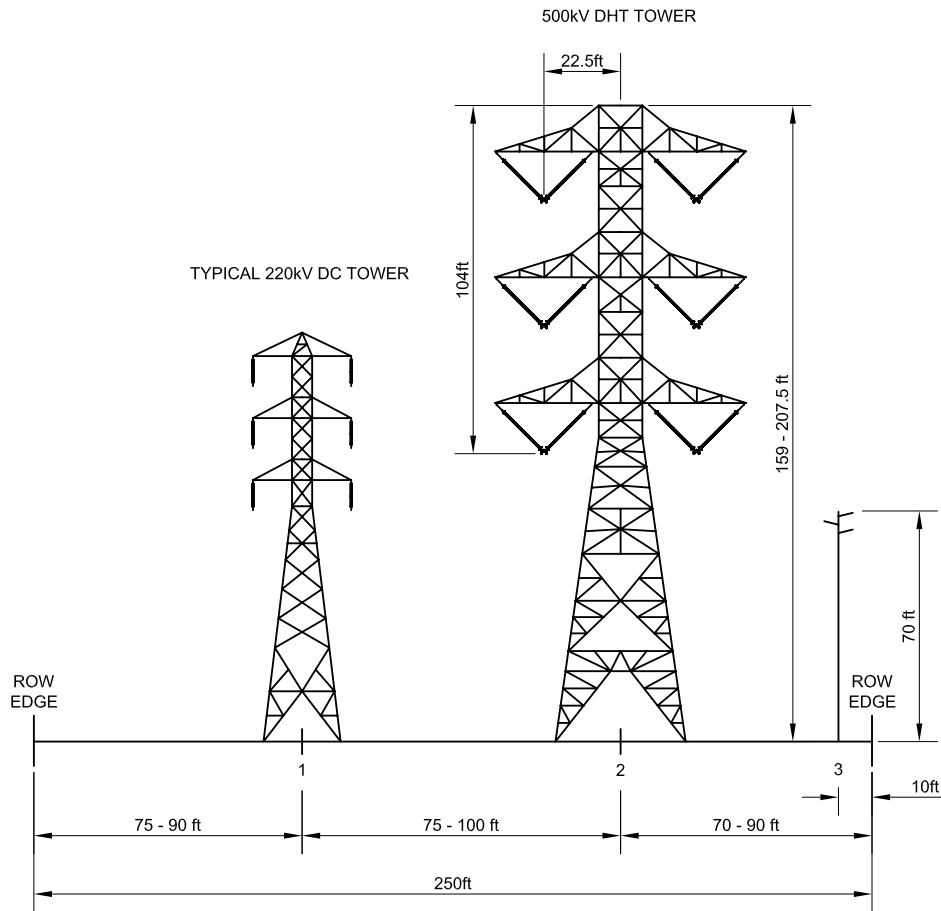 500kV DHT TOWER
22.5ft
TYPICAL 220kV DC TOWER
104ft
159 - 207.5 ft
70 ft
ROW
EDGE
ROW
EDGE
1
2
3
10ft
75 - 90 ft
75 - 100 ft
70 - 90 ft
250ft